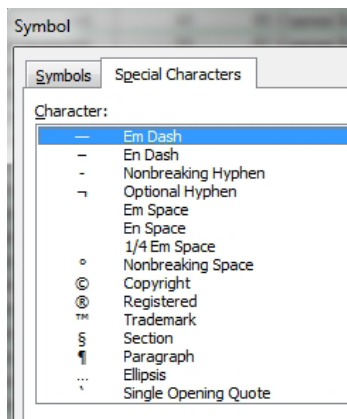 Symbol
Symbols Special Characters
Character:
— Em Dash
– En Dash
- Nonbreaking Hyphen
¬ Optional Hyphen
Em Space
En Space
1/4 Em Space
° Nonbreaking Space
© Copyright
® Registered
™ Trademark
§ Section
¶ Paragraph
… Ellipsis
‛ Single Opening Quote